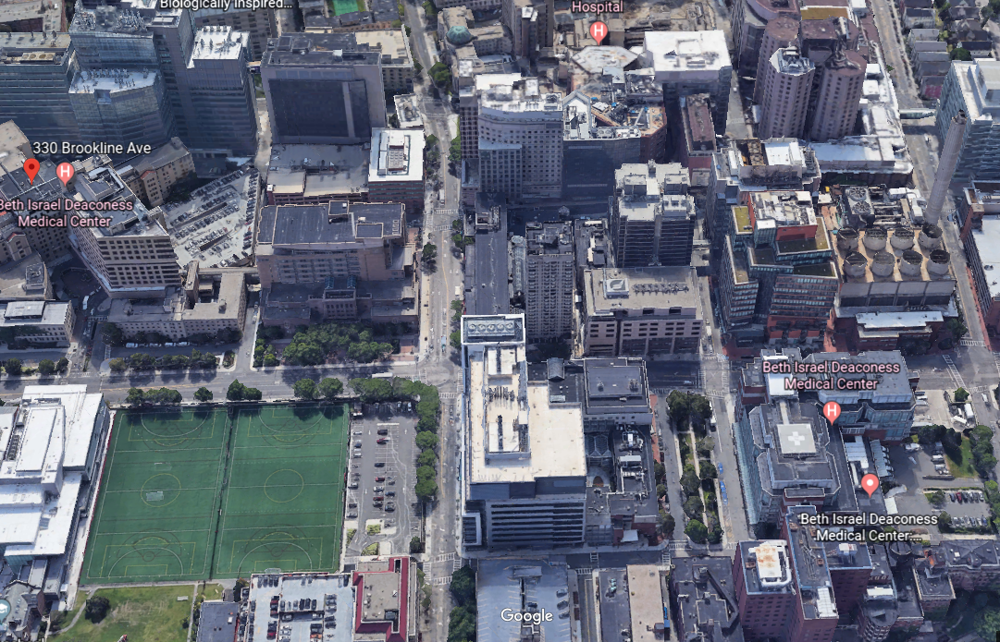 Biologically Inspired...
Hospital
H
330 Brookline Ave
H
Beth Israel Deaconess
Medical Center
Beth Israel Deaconess
Medical Center
H
Beth Israel Deaconess
Medical Center...
Google